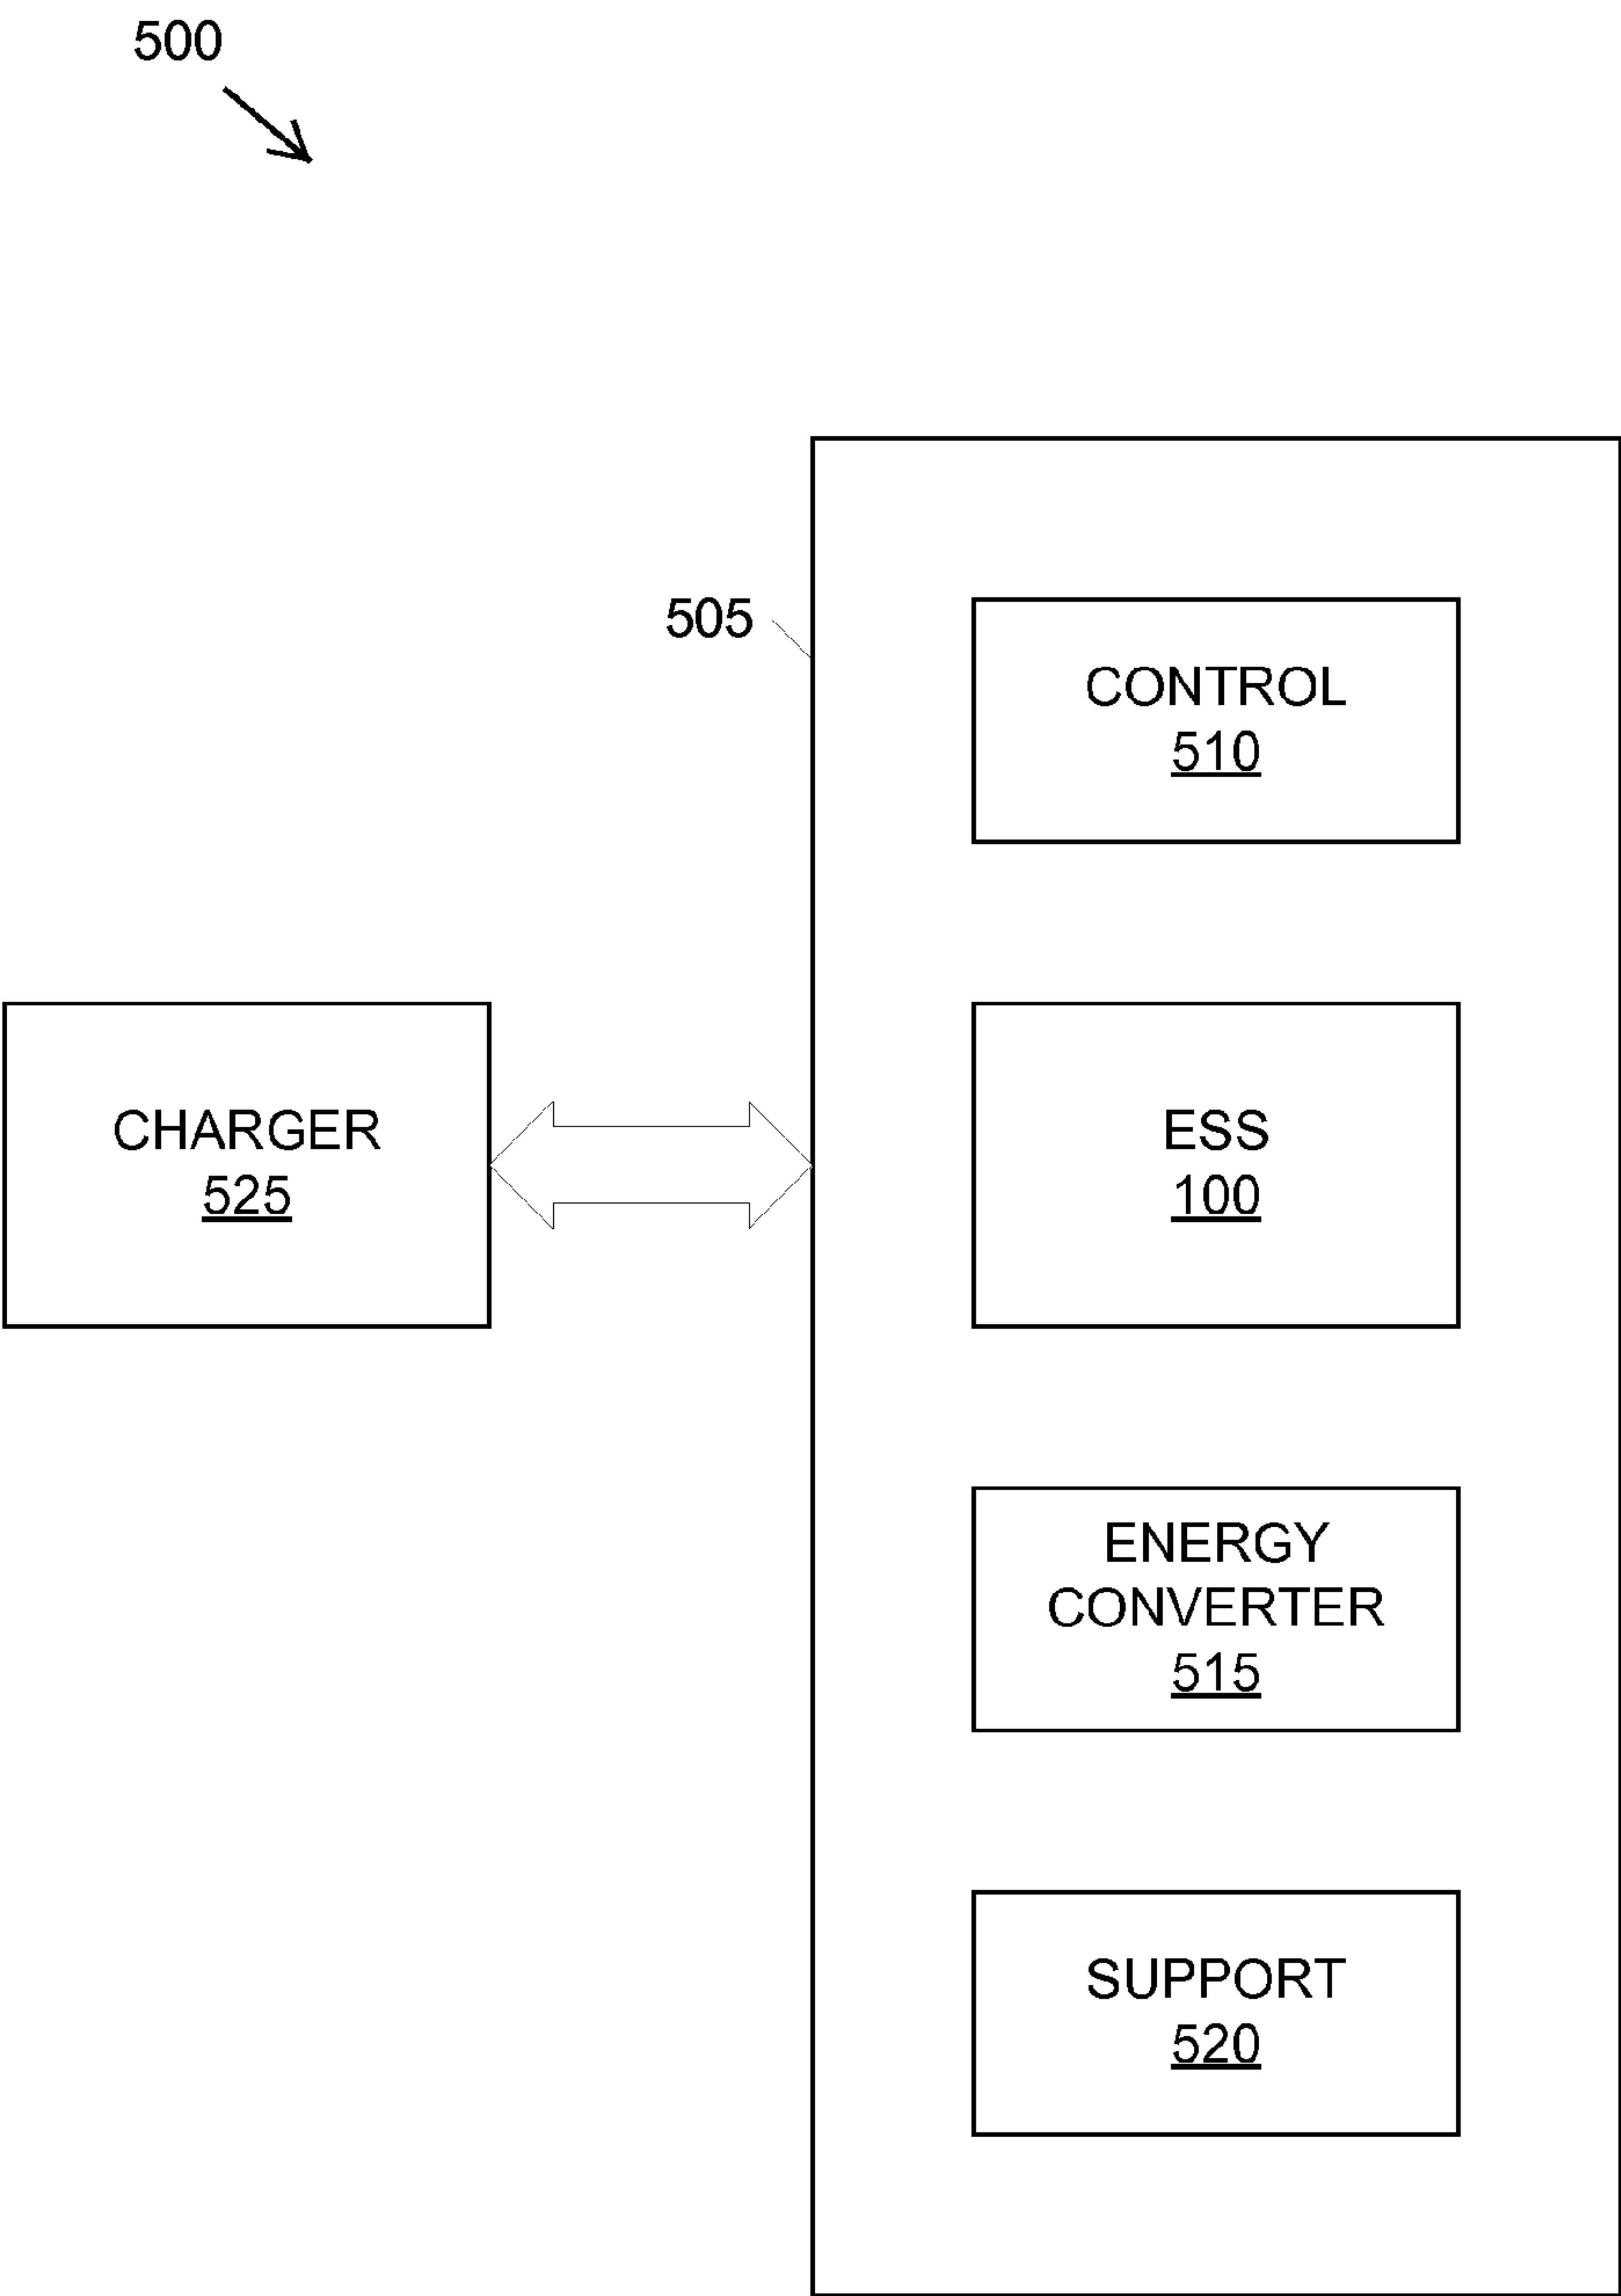 500
505
CONTROL
510
CHARGER
525
ESS
100
ENERGY
CONVERTER
515
SUPPORT
520